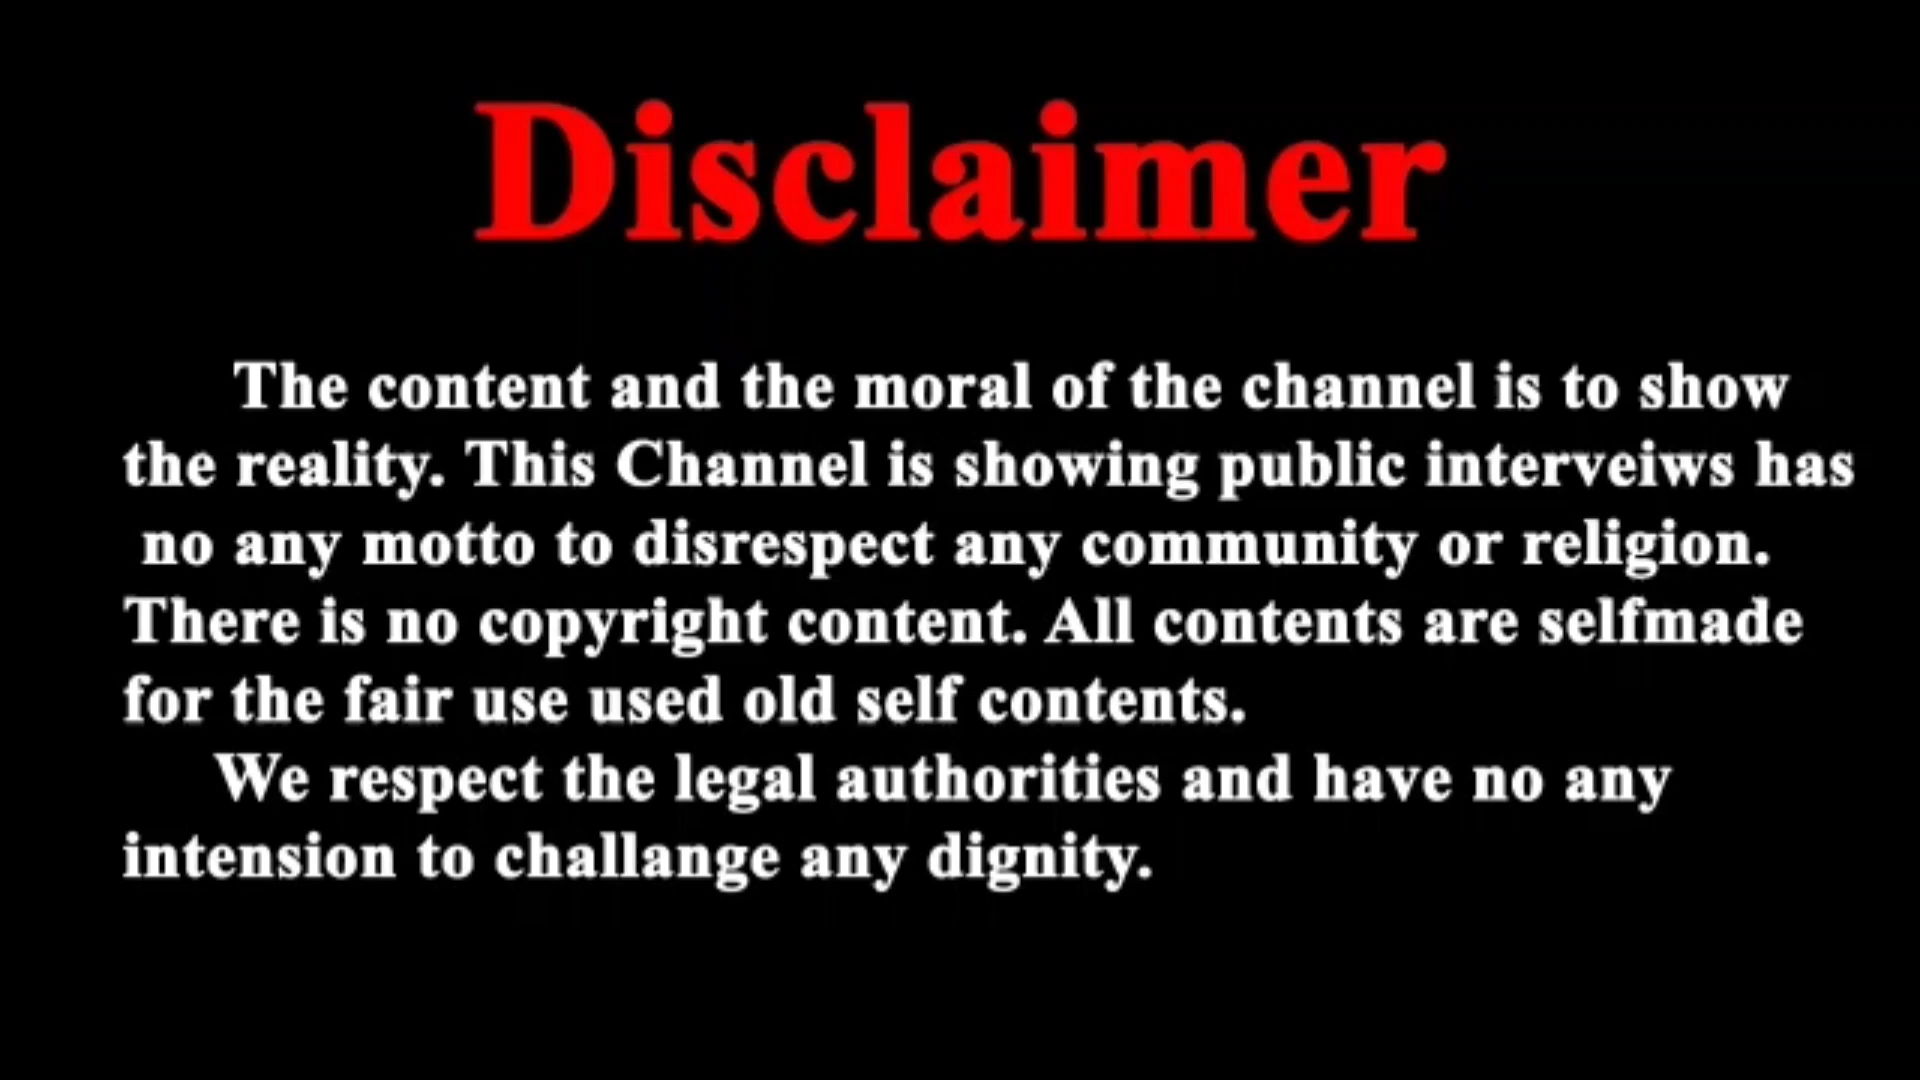 Disclaimer
The content and the moral of the channel is to show
the reality. This Channel is showing public interveiws has
no any motto to disrespect any community or religion.
There is no copyright content. All contents are selfmade
for the fair use used old self contents.
We respect the legal authorities and have no any
intension to challange any dignity.